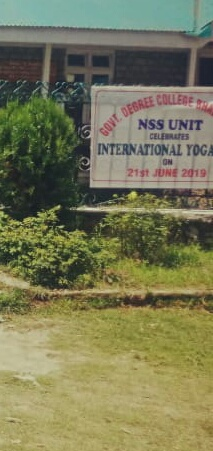 GOVT. DEGREE COLLEGE
NSS UNIT
CELEBRATES
INTERNATIONAL YOGA
ON
21st JUNE 2019